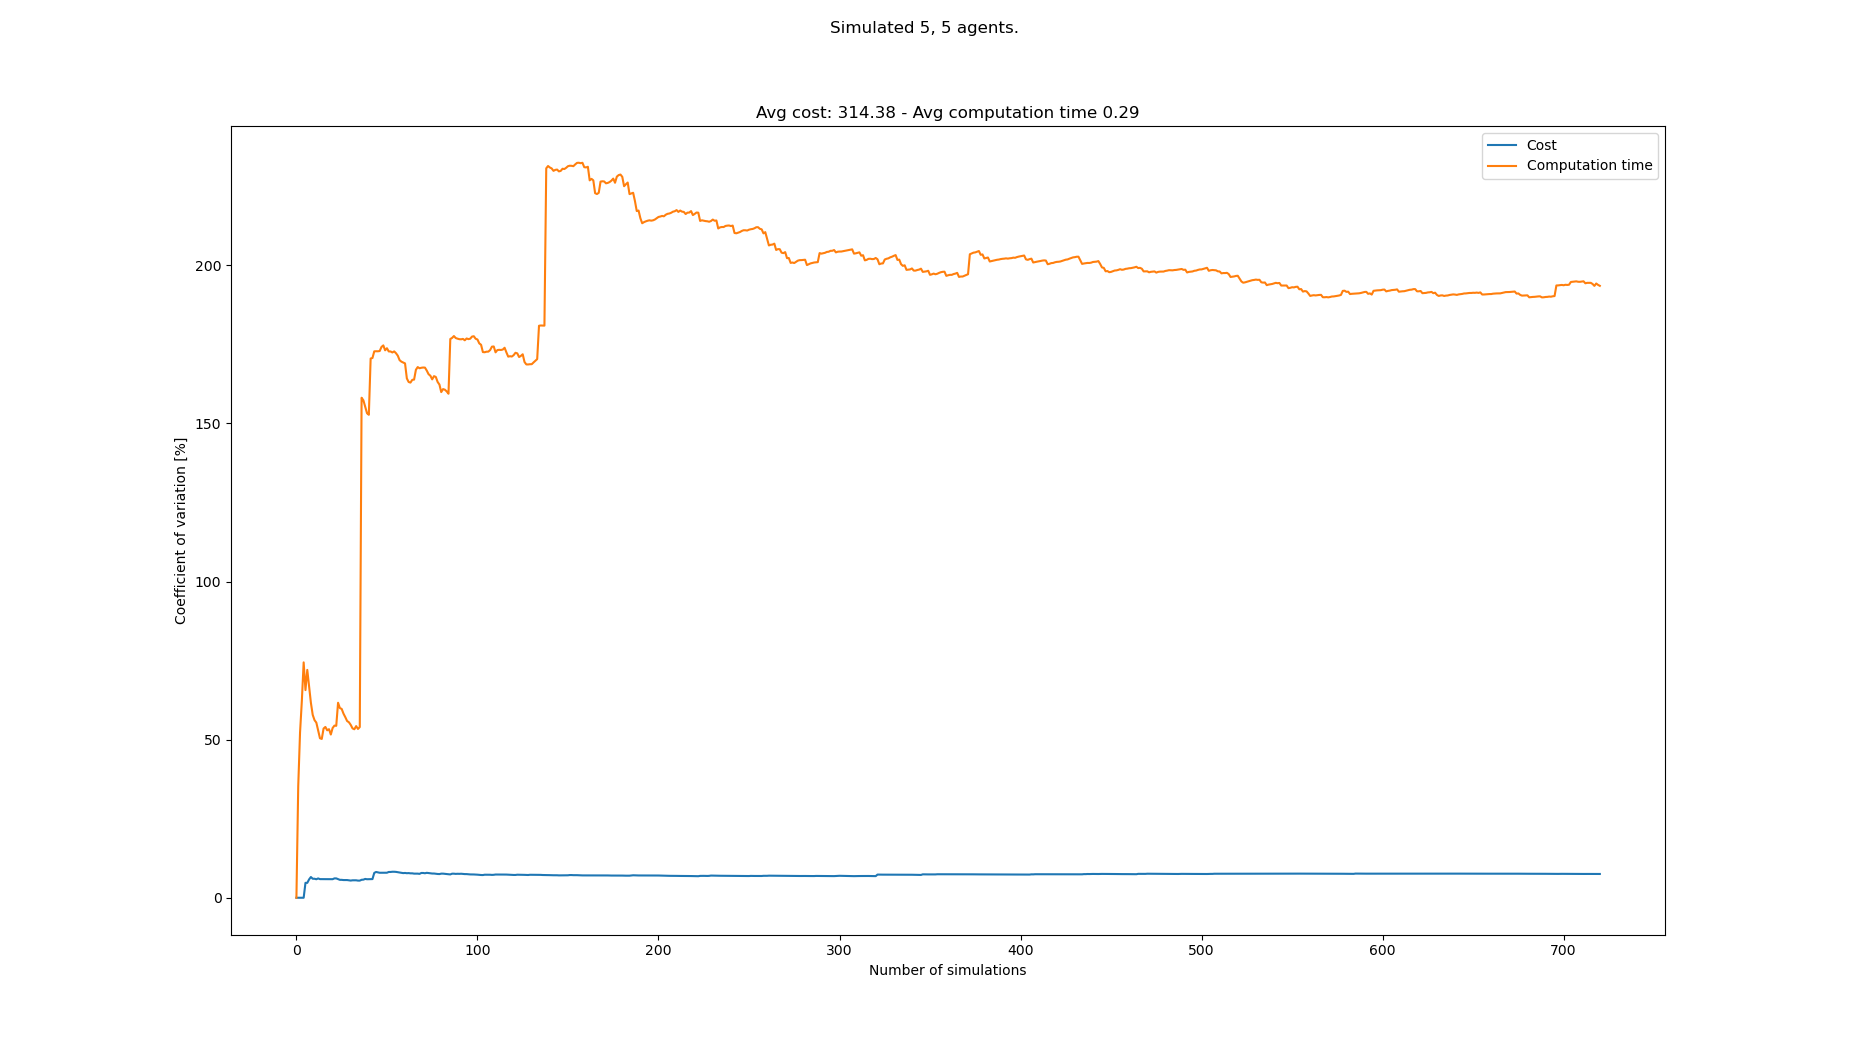 Simulated 5, 5 agents.
Avg cost: 314.38 - Avg computation time 0.29
Cost
Computation time
Coefficient of variation [%]
200
150
100
50
0
0 100 200 300 400 500 600 700
Number of simulations